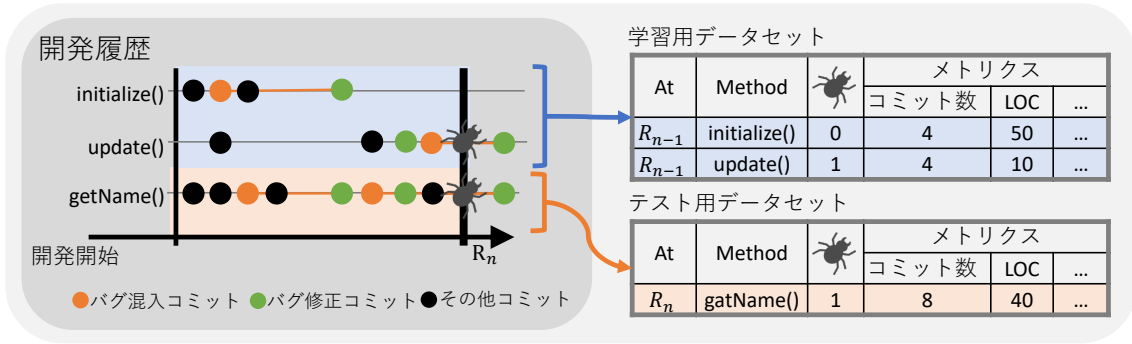 開発履歴
initialize()
update()
getName()
開発開始
R_n
バグ混入コミット バグ修正コミット その他コミット
学習用データセット
At Method メトリクス
コミット数 LOC ...
R_{n-1} initialize() 0 4 50 ...
R_{n-1} update() 1 4 10 ...
テスト用データセット
At Method メトリクス
コミット数 LOC ...
R_n gatName() 1 8 40 ...